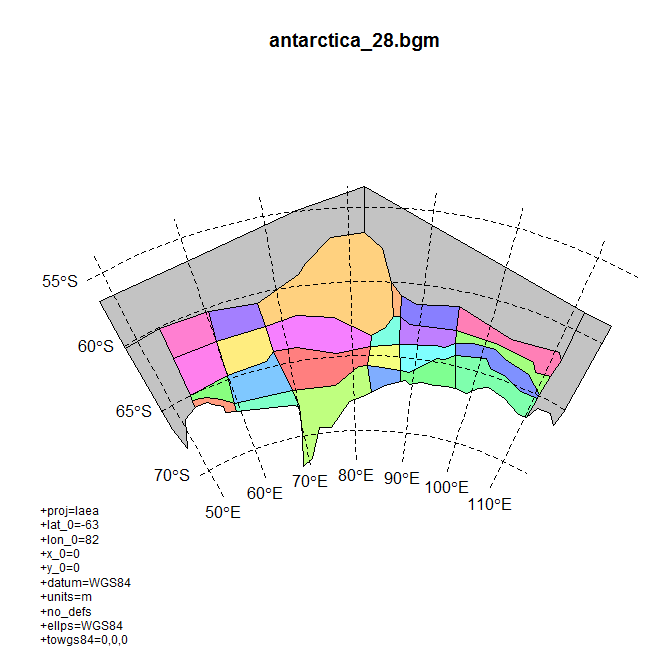 antarctica_28.bgm
55°S
60°S
65°S
70°S
50°E
60°E
70°E
80°E
90°E
100°E
110°E
+proj=laea
+lat_0=-63
+lon_0=82
+x_0=0
+y_0=0
+datum=WGS84
+units=m
+no_defs
+ellps=WGS84
+towgs84=0,0,0